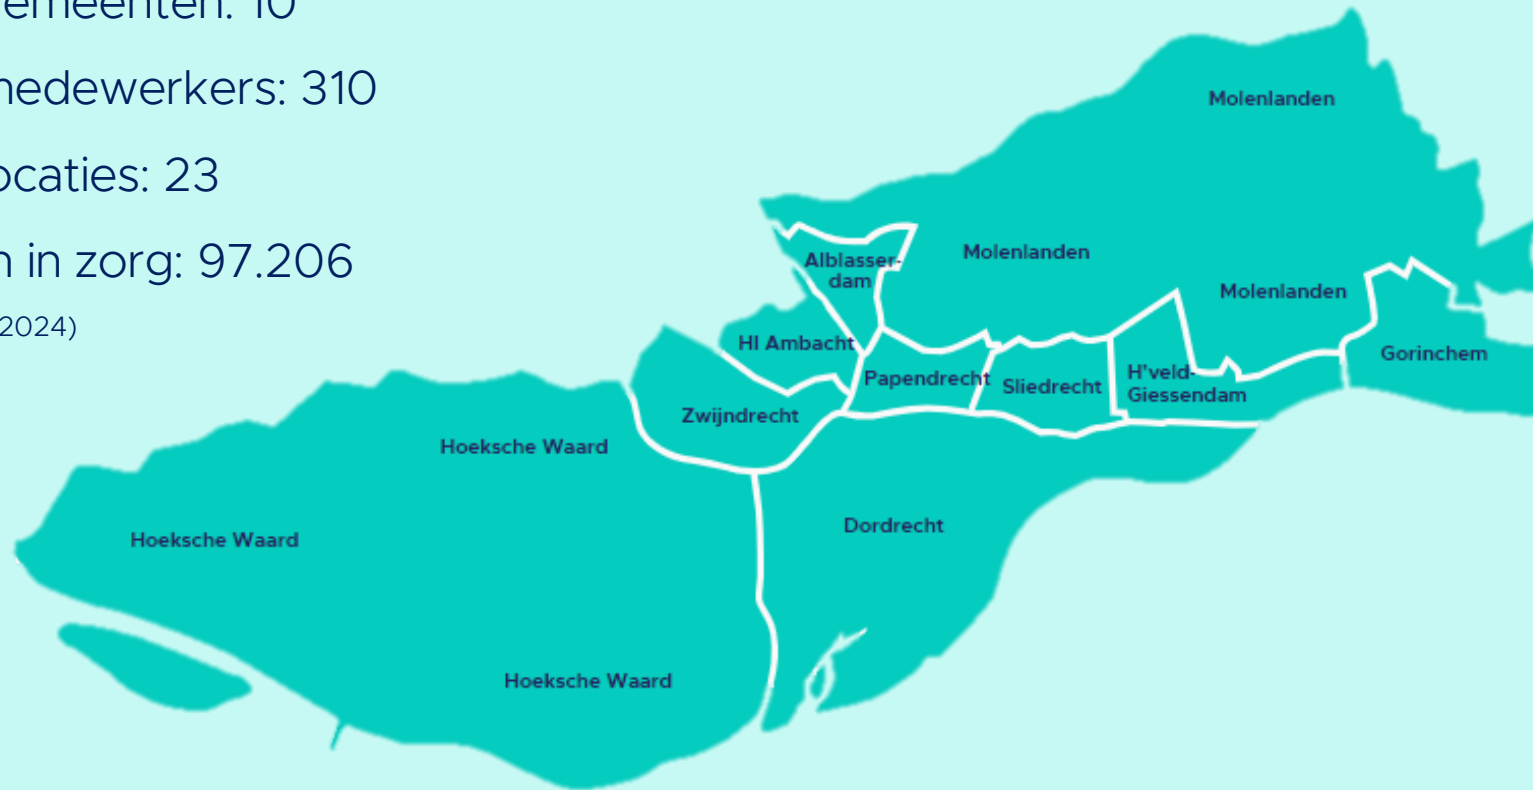 emeenten: 10
nedewerkers: 310
ocaties: 23
n in zorg: 97.206
2024)
Molenlanden
Molenlanden
Molenlanden
Alblasser-
dam
HI Ambacht
Papendrecht
Sliedrecht
H'veld-
Giessendam
Gorinchem
Zwijndrecht
Hoeksche Waard
Hoeksche Waard
Dordrecht
Hoeksche Waard